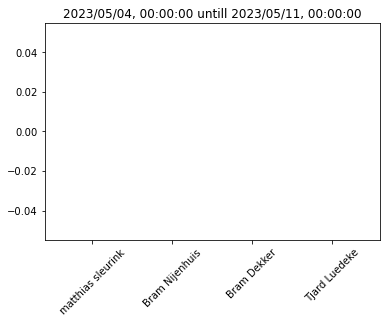 2023/05/04, 00:00:00 untill 2023/05/11, 00:00:00
0.04
0.02
0.00
−0.02
−0.04
matthias sleurink
Bram Nijenhuis
Bram Dekker
Tjard Luedeke